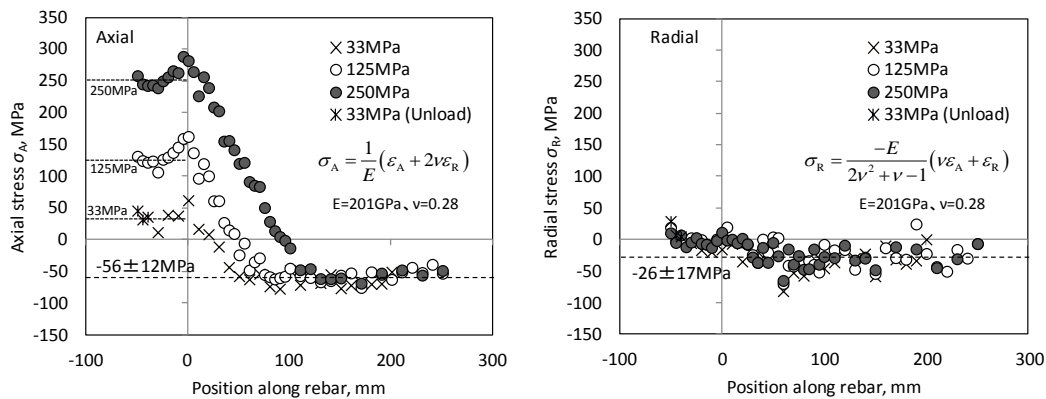 Axial
33MPa
125MPa
250MPa
33MPa (Unload)
σA = 1/E (εA + 2νεR)
E=201GPa、ν=0.28
250MPa
125MPa
33MPa
-56±12MPa
350
300
250
200
150
100
50
0
-50
-100
-150
-100 0 100 200 300
Axial stress σA, MPa
Position along rebar, mm
Radial
33MPa
125MPa
250MPa
33MPa (Unload)
σR = -E/(2ν² + ν - 1) (νεA + εR)
E=201GPa、ν=0.28
-26±17MPa
350
300
250
200
150
100
50
0
-50
-100
-150
-100 0 100 200 300
Radial stress σR, MPa
Position along rebar, mm